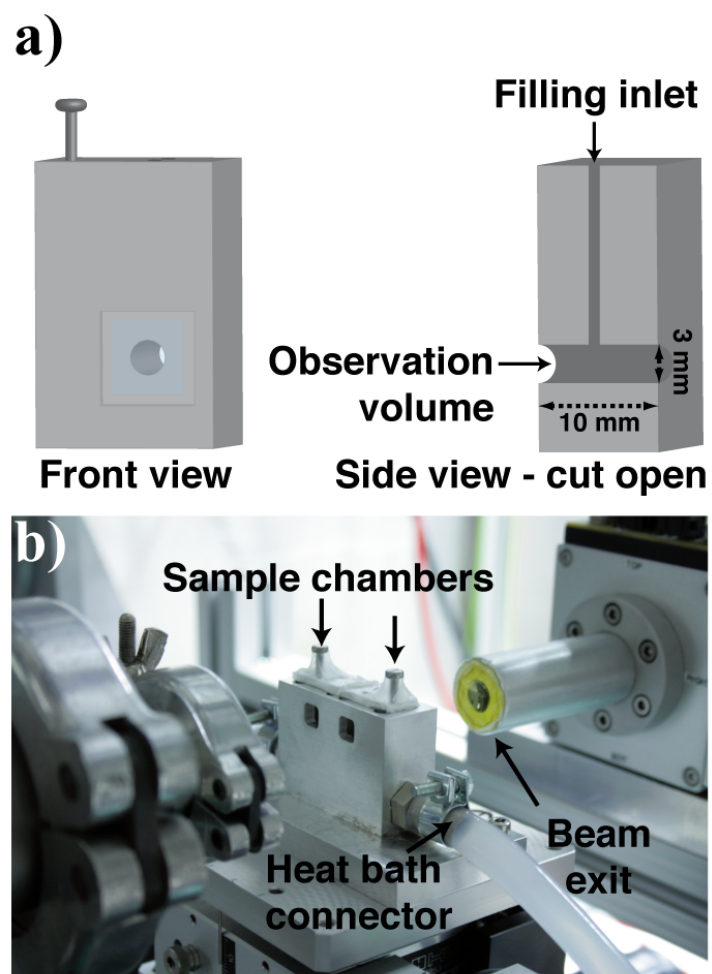 a)
Filling inlet
Observation
volume
3 mm
10 mm
Front view
Side view - cut open
b)
Sample chambers
TOP
Heat bath
connector
Beam
exit